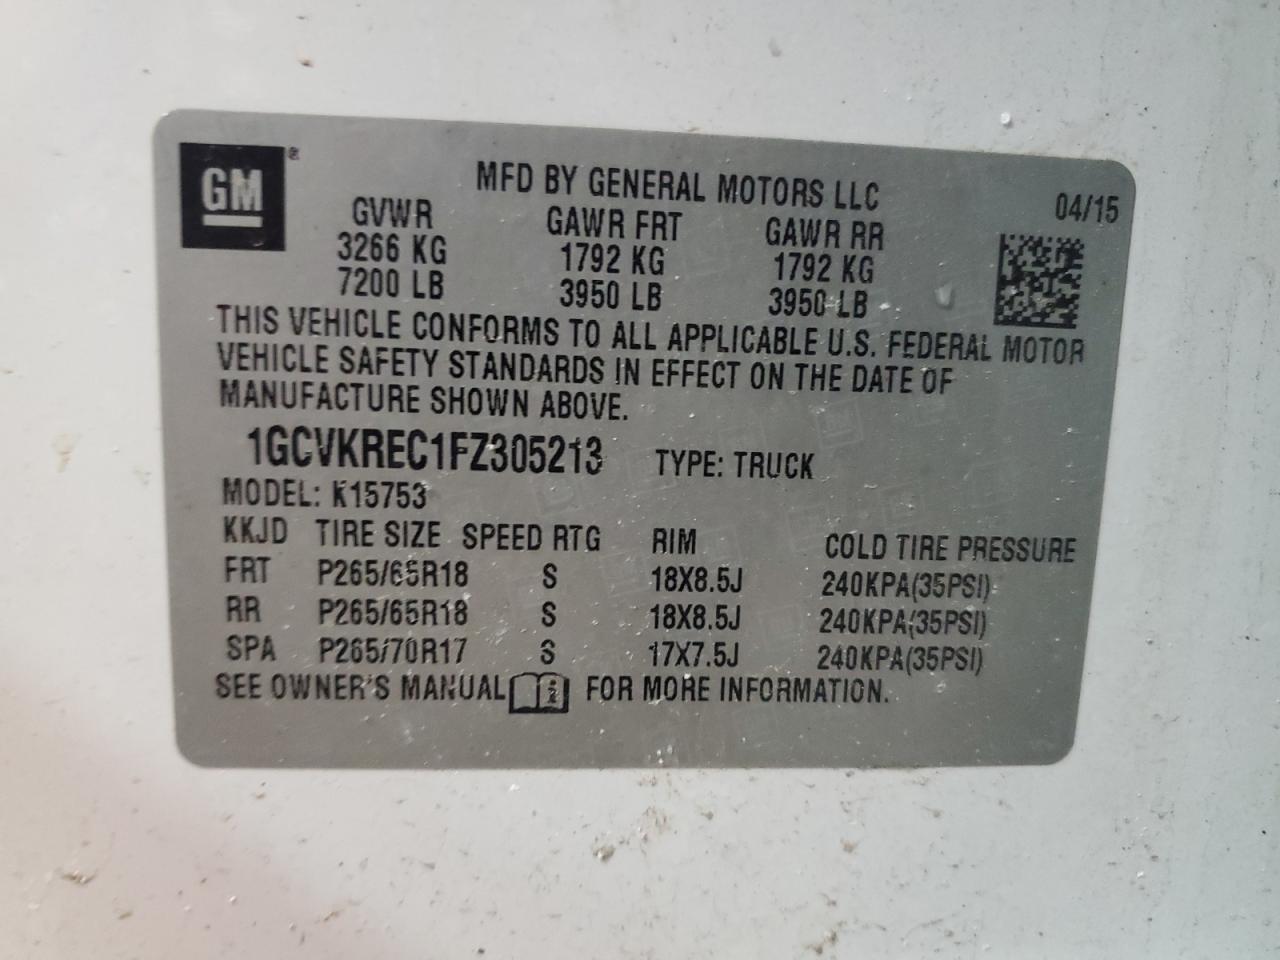 GM®
MFD BY GENERAL MOTORS LLC
04/15
GVWR GAWR FRT GAWR RR
3266 KG 1792 KG 1792 KG
7200 LB 3950 LB 3950 LB
THIS VEHICLE CONFORMS TO ALL APPLICABLE U.S. FEDERAL MOTOR
VEHICLE SAFETY STANDARDS IN EFFECT ON THE DATE OF
MANUFACTURE SHOWN ABOVE.
1GCVKREC1FZ305213 TYPE: TRUCK
MODEL: K15753
KKJD TIRE SIZE SPEED RTG RIM COLD TIRE PRESSURE
FRT P265/65R18 S 18X8.5J 240KPA(35PSI)
RR P265/65R18 S 18X8.5J 240KPA(35PSI)
SPA P265/70R17 S 17X7.5J 240KPA(35PSI)
SEE OWNER'S MANUAL FOR MORE INFORMATION.